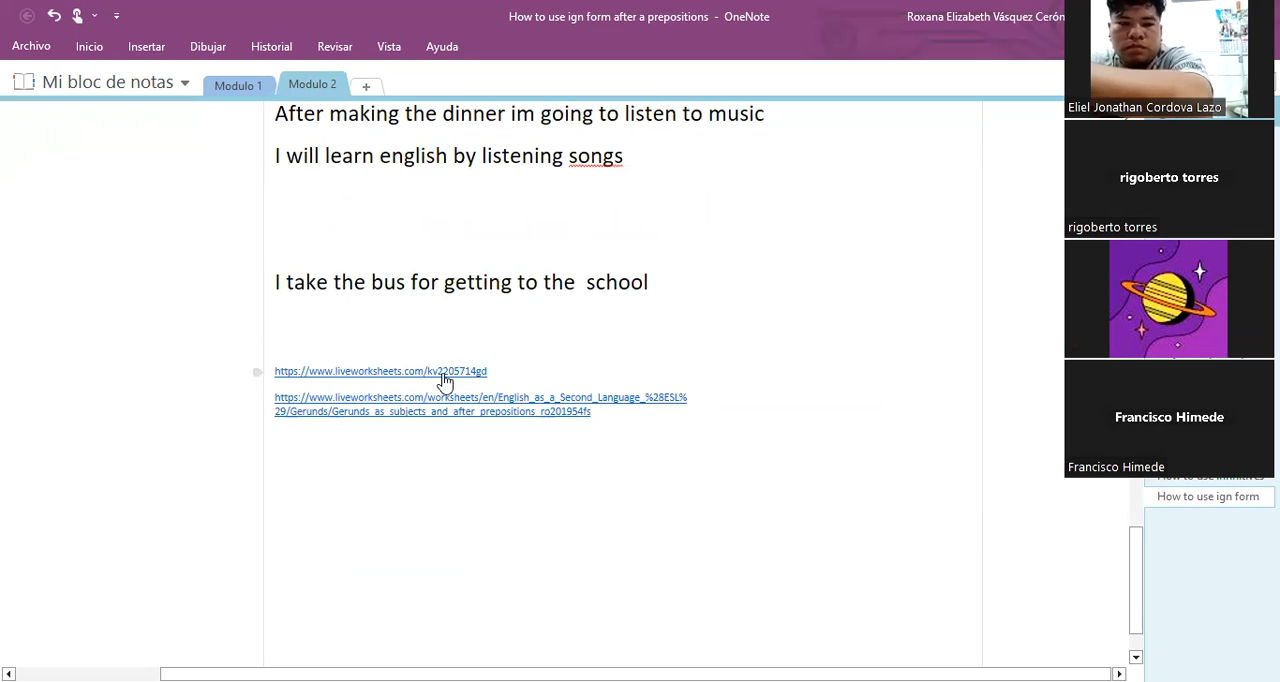 How to use ign form after a prepositions - OneNote
Roxana Elizabeth Vásquez Cerón
Archivo
Inicio
Insertar
Dibujar
Historial
Revisar
Vista
Ayuda
Mi bloc de notas
Modulo 1
Modulo 2
+
After making the dinner im going to listen to music
I will learn english by listening songs
I take the bus for getting to the school
https://www.liveworksheets.com/kv2205714gd
https://www.liveworksheets.com/worksheets/en/English_as_a_Second_Language_%28ESL%
29/Gerunds/Gerunds_as_subjects_and_after_prepositions_ro201954fs
Eliel Jonathan Cordova Lazo
rigoberto torres
rigoberto torres
Francisco Himede
Francisco Himede
How to use infinitives
How to use ign form